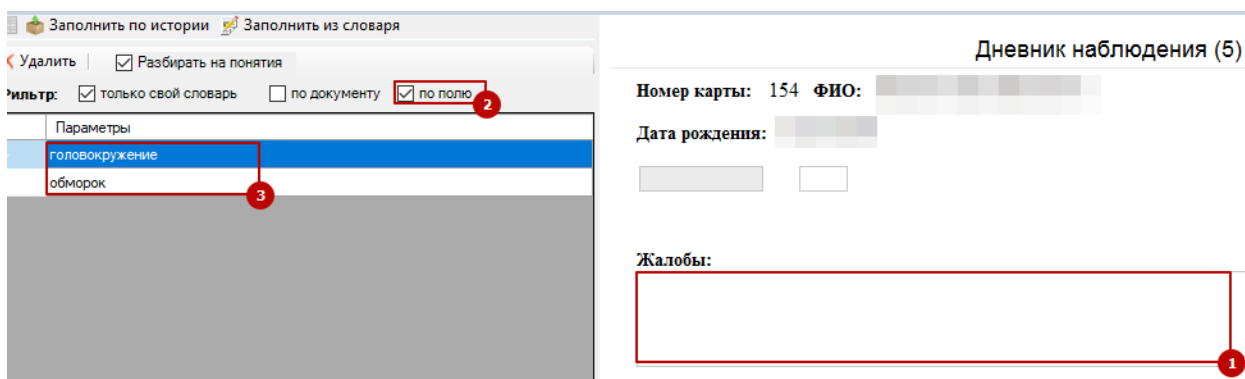 Заполнить по истории Заполнить из словаря
Удалить Разбирать на понятия
Фильтр: только свой словарь по документу по полю
2
Параметры
головокружение
обморок
3
Дневник наблюдения (5)
Номер карты: 154 ФИО:
Дата рождения:
Жалобы:
1